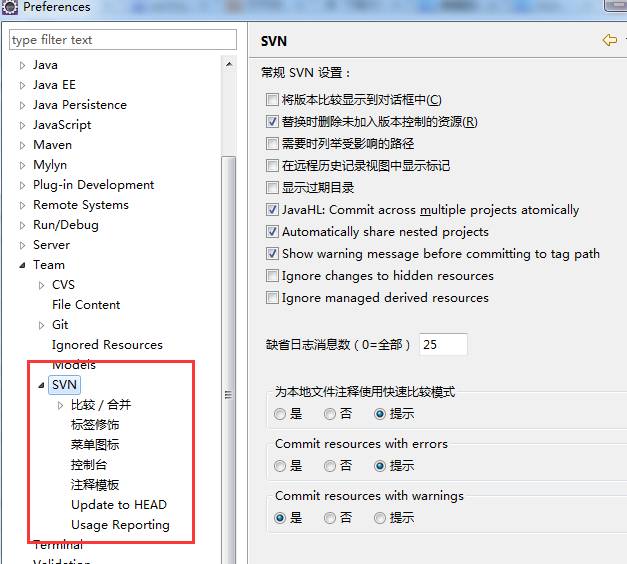 Preferences
type filter text
Java
Java EE
Java Persistence
JavaScript
Maven
Mylyn
Plug-in Development
Remote Systems
Run/Debug
Server
Team
CVS
File Content
Git
Ignored Resources
Models
SVN
比较 / 合并
标签修饰
菜单图标
控制台
注释模板
Update to HEAD
Usage Reporting
Terminal
Validation
SVN
常规 SVN 设置：
将版本比较显示到对话框中(C)
替换时删除未加入版本控制的资源(R)
需要时列举受影响的路径
在远程历史记录视图中显示标记
显示过期目录
JavaHL: Commit across multiple projects atomically
Automatically share nested projects
Show warning message before committing to tag path
Ignore changes to hidden resources
Ignore managed derived resources
缺省日志消息数（0=全部） 25
为本地文件注释使用快速比较模式
是 否 提示
Commit resources with errors
是 否 提示
Commit resources with warnings
是 否 提示